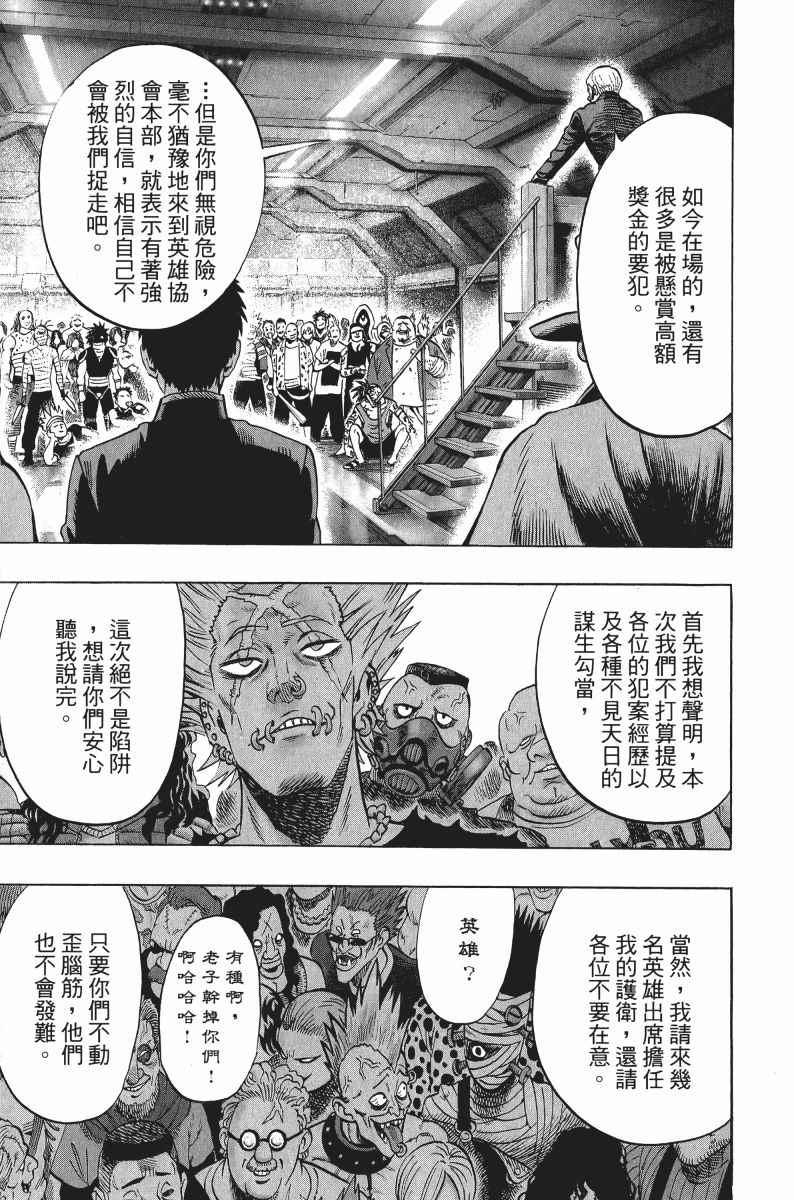 如今在場的，還有
很多是被懸賞高額
獎金的要犯。
…但是你們無視危險，
毫不猶豫地來到英雄協
會本部，就表示有著強
烈的自信，相信自己不
會被我們捉走吧。
首先我想聲明，本
次我們不打算提及
各位的犯案經歷以
及各種不見天日的
謀生勾當，
這次絕不是陷阱
，想請你們安心
聽我說完。
當然，我請來幾
名英雄出席擔任
我的護衛，還請
各位不要在意。
英雄？
有種啊，
老子幹掉你們！
啊哈哈哈！
只要你們不動
歪腦筋，他們
也不會發難。